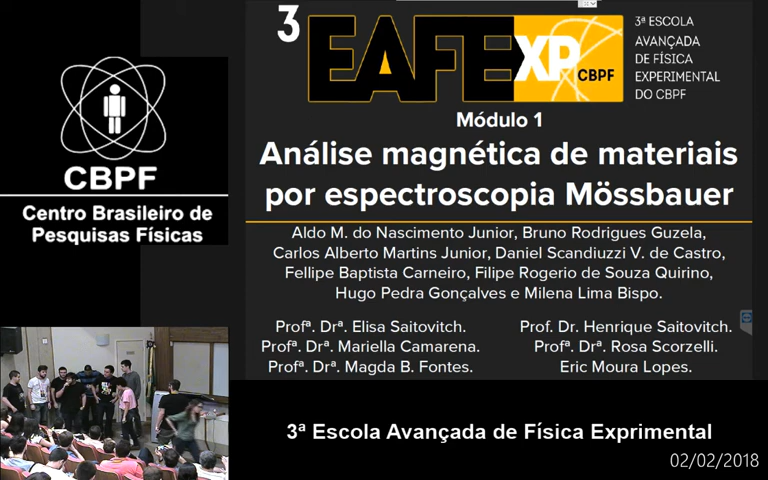 CBPF
Centro Brasileiro de
Pesquisas Físicas
3
EAFEXP
CBPF
3ª ESCOLA
AVANÇADA
DE FÍSICA
EXPERIMENTAL
DO CBPF
Módulo 1
Análise magnética de materiais
por espectroscopia Mössbauer
Aldo M. do Nascimento Junior, Bruno Rodrigues Guzela,
Carlos Alberto Martins Junior, Daniel Scandiuzzi V. de Castro,
Fellipe Baptista Carneiro, Filipe Rogerio de Souza Quirino,
Hugo Pedra Gonçalves e Milena Lima Bispo.
Profª. Drª. Elisa Saitovitch.
Profª. Drª. Mariella Camarena.
Profª. Drª. Magda B. Fontes.
Prof. Dr. Henrique Saitovitch.
Profª. Drª. Rosa Scorzelli.
Eric Moura Lopes.
3ª Escola Avançada de Física Exprimental
02/02/2018